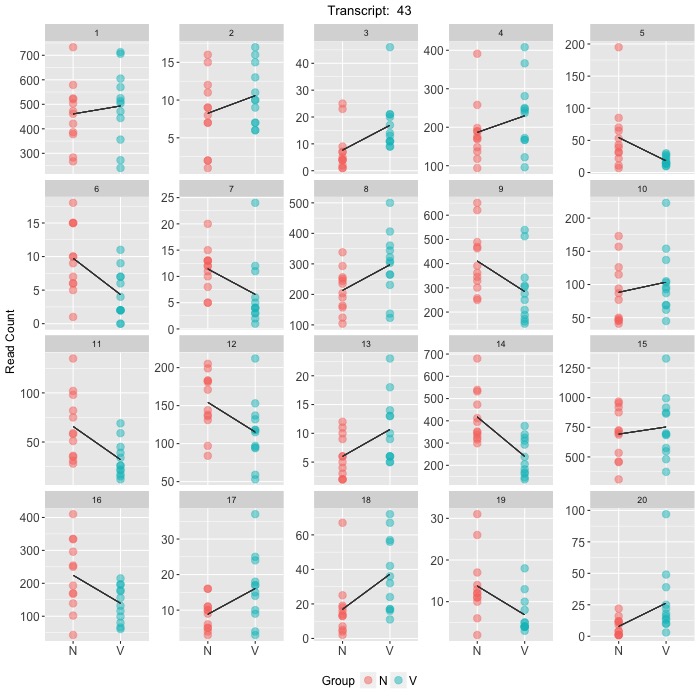 Transcript: 43
1 2 3 4 5
700 600 500 400 300
15 10 5
40 30 20 10 0
400 300 200 100
200 150 100 50 0
6 7 8 9 10
15 10 5 0
25 20 15 10 5 0
500 400 300 200 100
600 500 400 300 200
200 150 100 50
Read Count
11 12 13 14 15
100 50
200 150 100 50
20 15 10 5
700 600 500 400 300 200
1250 1000 750 500
16 17 18 19 20
400 300 200 100
30 20 10
60 40 20 0
30 20 10
100 75 50 25 0
N V N V N V N V N V
Group N V